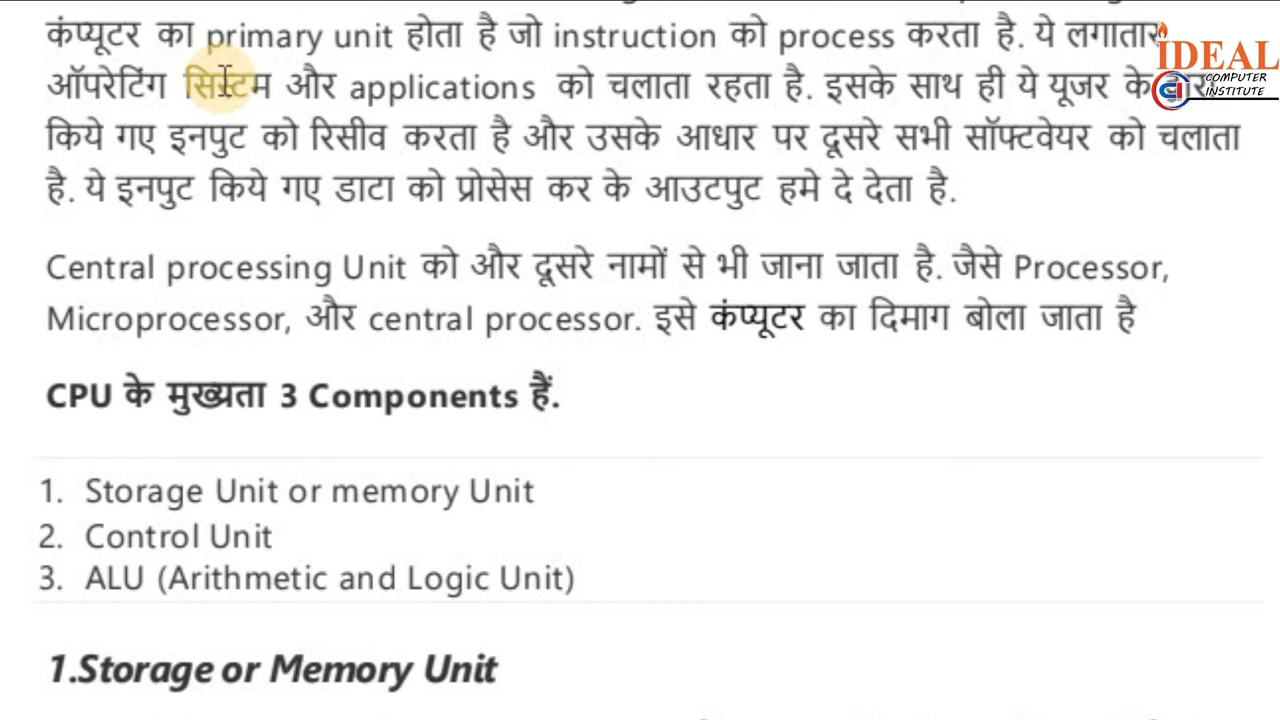 कंप्यूटर का primary unit होता है जो instruction को process करता है. ये लगातार
ऑपरेटिंग सिस्टम और applications को चलाता रहता है. इसके साथ ही ये यूजर के
किये गए इनपुट को रिसीव करता है और उसके आधार पर दूसरे सभी सॉफ्टवेयर को चलाता
है. ये इनपुट किये गए डाटा को प्रोसेस कर के आउटपुट हमे दे देता है.
Central processing Unit को और दूसरे नामों से भी जाना जाता है. जैसे Processor,
Microprocessor, और central processor. इसे कंप्यूटर का दिमाग बोला जाता है
CPU के मुख्यता 3 Components हैं.
1. Storage Unit or memory Unit
2. Control Unit
3. ALU (Arithmetic and Logic Unit)
1.Storage or Memory Unit
IDEAL
COMPUTER
INSTITUTE